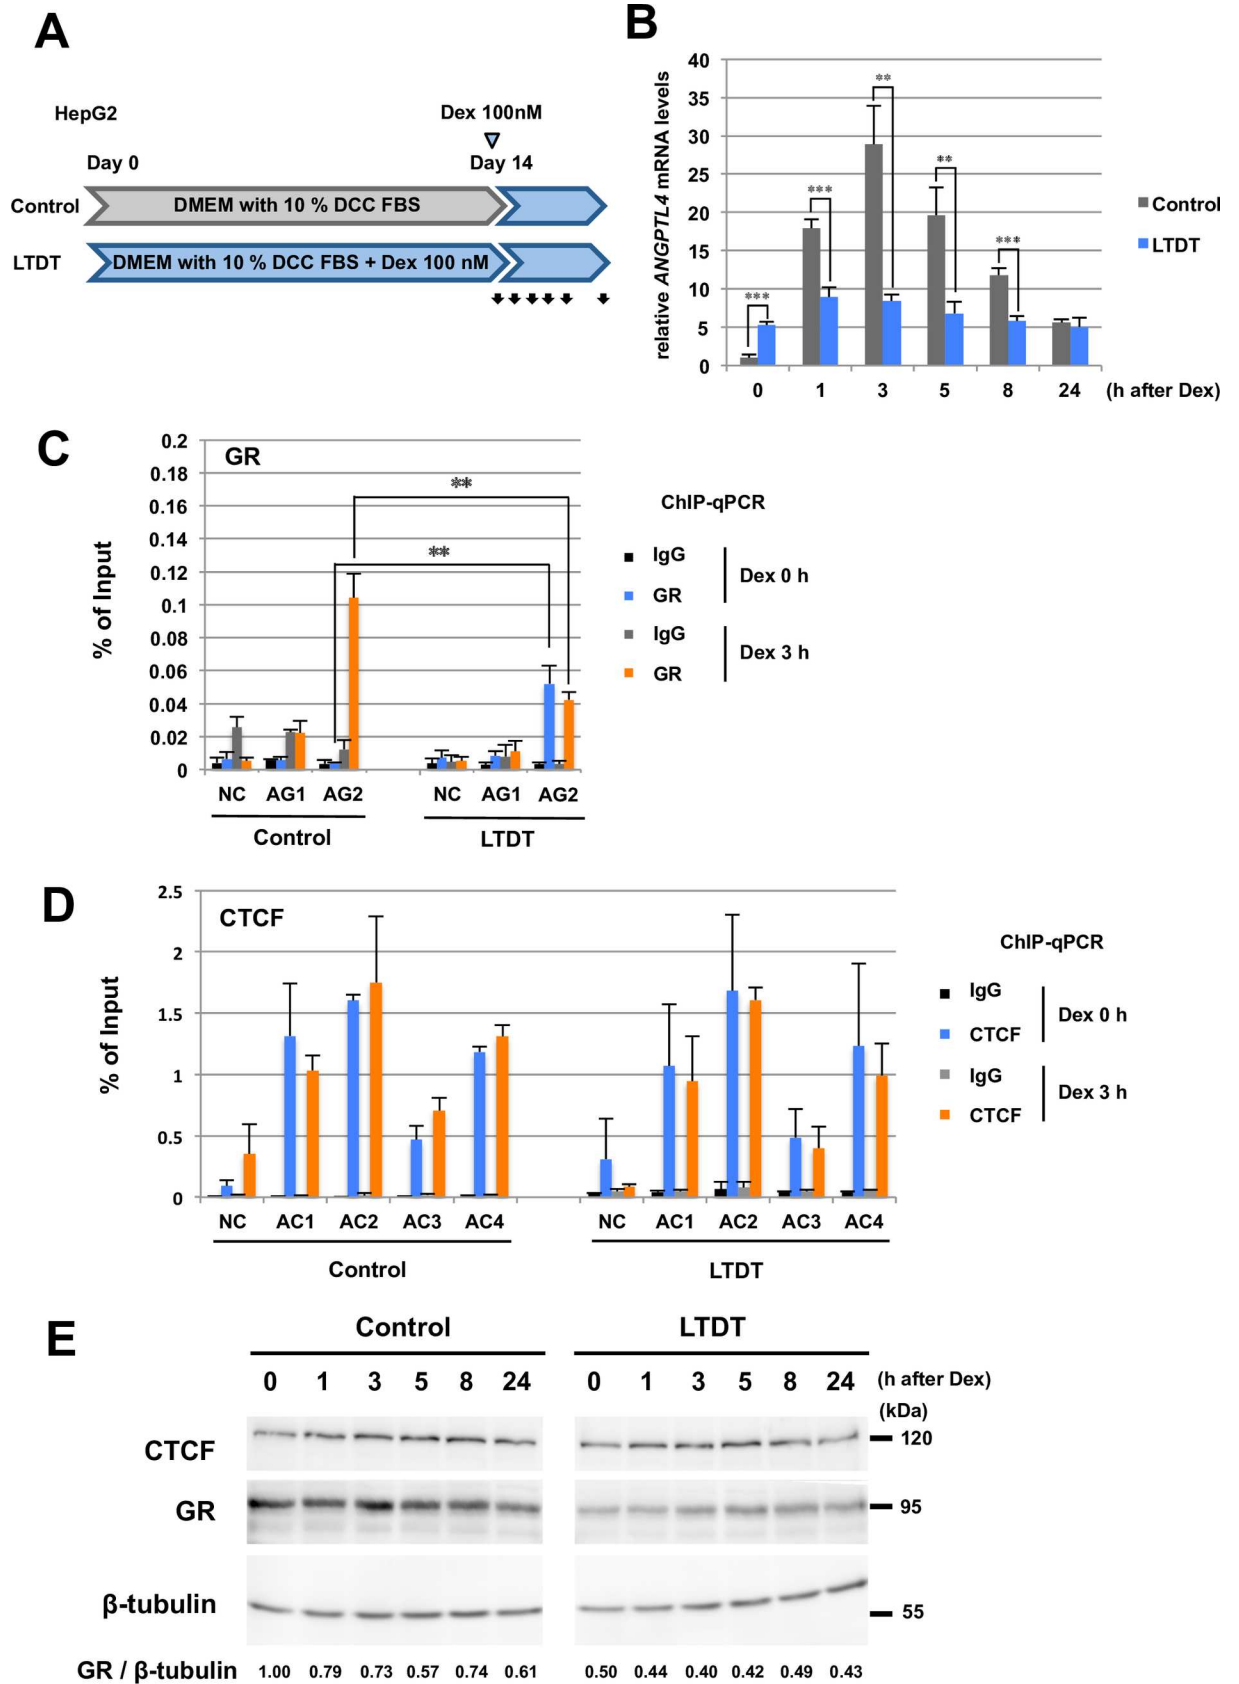 A
HepG2
Dex 100nM
Day 0
Day 14
Control
DMEM with 10 % DCC FBS
LTDT
DMEM with 10 % DCC FBS + Dex 100 nM
B
relative ANGPTL4 mRNA levels
40
35
30
25
20
15
10
5
0
***
***
**
**
***
0 1 3 5 8 24 (h after Dex)
Control
LTDT
C
GR
% of Input
0.2
0.18
0.16
0.14
0.12
0.1
0.08
0.06
0.04
0.02
0
**
**
NC AG1 AG2 NC AG1 AG2
Control LTDT
ChIP-qPCR
IgG
GR
Dex 0 h
IgG
GR
Dex 3 h
D
CTCF
% of Input
2.5
2
1.5
1
0.5
0
NC AC1 AC2 AC3 AC4 NC AC1 AC2 AC3 AC4
Control LTDT
ChIP-qPCR
IgG
CTCF
Dex 0 h
IgG
CTCF
Dex 3 h
E
Control LTDT
0 1 3 5 8 24 0 1 3 5 8 24 (h after Dex)
(kDa)
CTCF 120
GR 95
β-tubulin 55
GR / β-tubulin 1.00 0.79 0.73 0.57 0.74 0.61 0.50 0.44 0.40 0.42 0.49 0.43